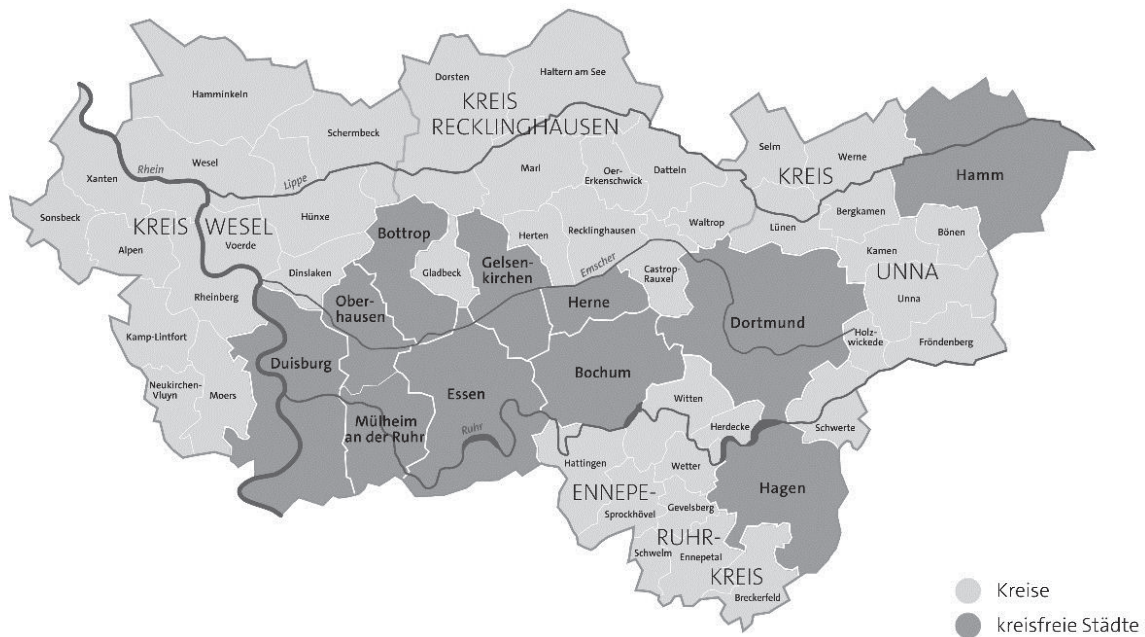 Dorsten
Haltern am See
Hamminkeln
KREIS
RECKLINGHAUSEN
Schermbeck
Selm
Werne
Rhein
Wesel
Lippe
Marl
Oer-
Erkenschwick
Datteln
KREIS
Hamm
Xanten
Sonsbeck
KREIS
WESEL
Voerde
Hünxe
Bottrop
Herten
Recklinghausen
Waltrop
Lünen
Bergkamen
Bönen
Alpen
Dinslaken
Gladbeck
Gelsen-
kirchen
Emscher
Castrop-
Rauxel
Kamen
UNNA
Unna
Rheinberg
Ober-
hausen
Herne
Dortmund
Holz-
wickede
Fröndenberg
Kamp-Lintfort
Duisburg
Essen
Bochum
Neukirchen-
Vluyn
Moers
Mülheim
an der Ruhr
Ruhr
Witten
Herdecke
Schwerte
Hattingen
Wetter
Hagen
ENNEPE-
Sprockhövel
Gevelsberg
RUHR-
Schwelm
Ennepetal
KREIS
Breckerfeld
Kreise
kreisfreie Städte